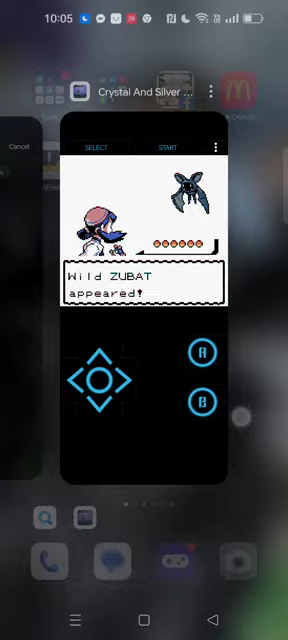 10:05
Crystal And Silver ...
Cancel
SELECT START
Wild ZUBAT
appeared!
A
B